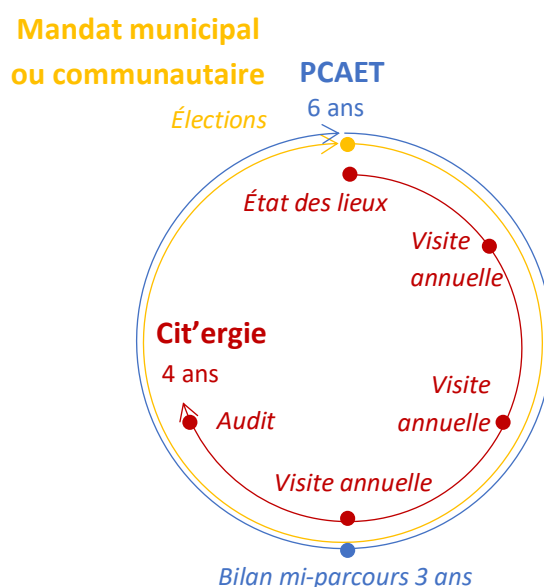 Mandat municipal
ou communautaire
PCAET
6 ans
Élections
État des lieux
Visite
annuelle
Cit'ergie
4 ans
Visite
annuelle
Audit
Visite annuelle
Bilan mi-parcours 3 ans